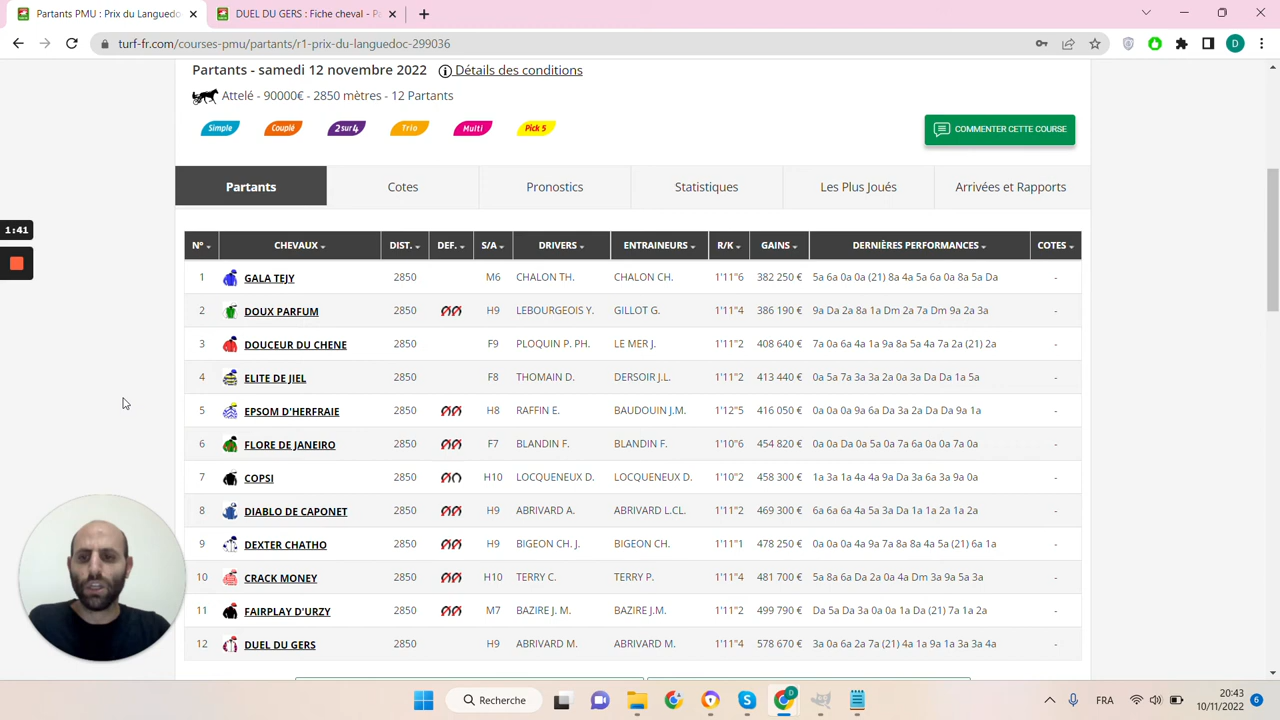 Partants PMU : Prix du Languedo
DUEL DU GERS : Fiche cheval - P
turf-fr.com/courses-pmu/partants/r1-prix-du-languedoc-299036
D
Partants - samedi 12 novembre 2022 Détails des conditions
Attelé - 90000€ - 2850 mètres - 12 Partants
Simple Couplé 2 sur 4 Trio Multi Pick 5
COMMENTER CETTE COURSE
Partants Cotes Pronostics Statistiques Les Plus Joués Arrivées et Rapports
1:41
N° CHEVAUX DIST. DEF. S/A DRIVERS ENTRAINEURS R/K GAINS DERNIÈRES PERFORMANCES COTES
1 GALA TEJY 2850 M6 CHALON TH. CHALON CH. 1'11"6 382 250 € 5a 6a 0a 0a (21) 8a 4a 5a 6a 0a 8a 5a Da -
2 DOUX PARFUM 2850 H9 LEBOURGEOIS Y. GILLOT G. 1'11"4 386 190 € 9a Da 2a 8a 1a Dm 2a 7a Dm 9a 2a 3a -
3 DOUCEUR DU CHENE 2850 F9 PLOQUIN P. PH. LE MER J. 1'11"2 408 640 € 7a 0a 6a 4a 1a 9a 8a 5a 4a 7a 2a (21) 2a -
4 ELITE DE JIEL 2850 F8 THOMAIN D. DERSOIR J.L. 1'11"2 413 440 € 0a 5a 7a 3a 3a 2a 0a 3a Da Da 1a 5a -
5 EPSOM D'HERFRAIE 2850 H8 RAFFIN E. BAUDOUIN J.M. 1'12"5 416 050 € 0a 0a 0a 9a 6a Da 3a 2a Da Da 9a 1a -
6 FLORE DE JANEIRO 2850 F7 BLANDIN F. BLANDIN F. 1'10"6 454 820 € 0a 0a Da 0a 5a 0a 7a 6a 0a 0a 7a 0a -
7 COPSI 2850 H10 LOCQUENEUX D. LOCQUENEUX D. 1'10"2 458 300 € 1a 3a 1a 4a 4a 9a Da 3a 6a 3a 9a 0a -
8 DIABLO DE CAPONET 2850 H9 ABRIVARD A. ABRIVARD L.CL. 1'11"4 469 300 € 6a 6a 6a 4a 5a 3a Da 1a 1a 2a 1a 2a -
9 DEXTER CHATHO 2850 H9 BIGEON CH. J. BIGEON CH. 1'11"1 478 250 € 0a 0a 0a 4a 9a 7a 8a 8a 4a 5a (21) 6a 1a -
10 CRACK MONEY 2850 H10 TERRY C. TERRY P. 1'11"4 481 700 € 5a 8a 6a Da 2a 0a 4a Dm 3a 9a 5a 3a -
11 FAIRPLAY D'URZY 2850 M7 BAZIRE J. M. BAZIRE J.M. 1'11"2 499 790 € Da 5a Da 3a 0a 0a 1a Da (21) 7a 1a 2a -
12 DUEL DU GERS 2850 H9 ABRIVARD M. ABRIVARD M. 1'11"4 578 670 € 3a 0a 6a 2a 7a (21) 4a 1a 9a 1a 3a 3a 4a -
Recherche
FRA
20:43
10/11/2022
6